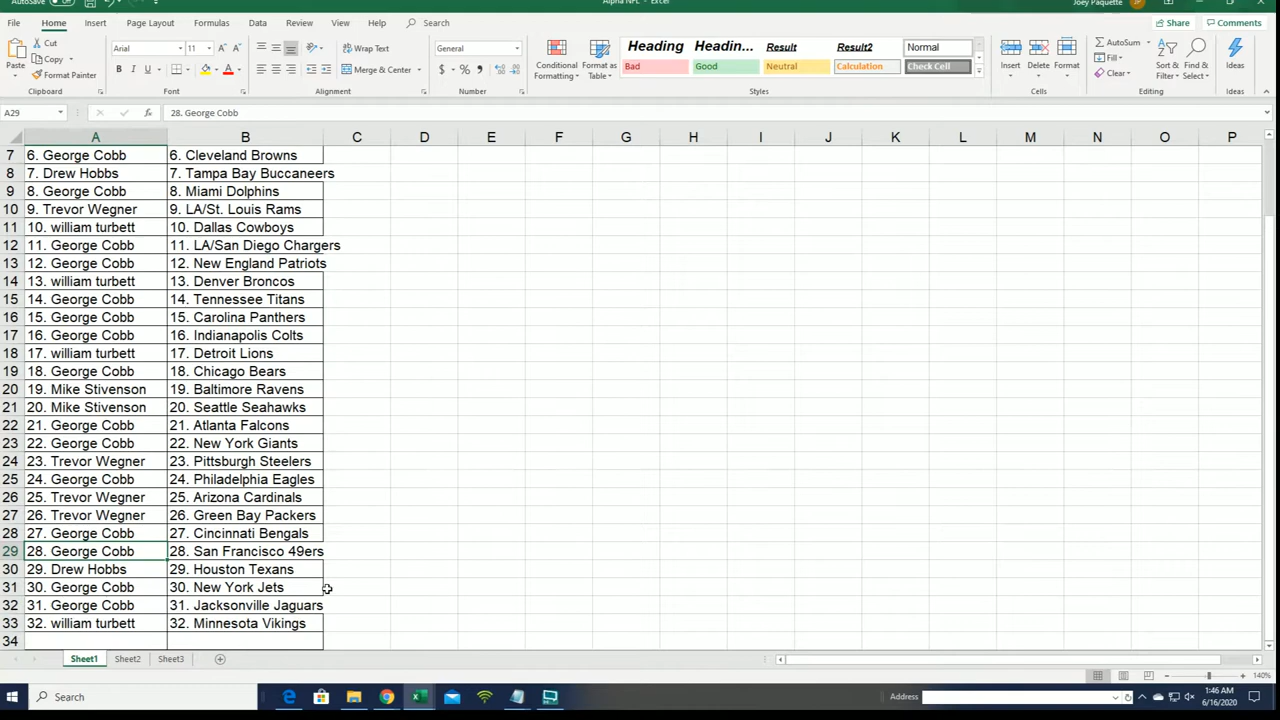 AutoSave Off
Alpha NFL - Excel
Joey Paquette JP
File Home Insert Page Layout Formulas Data Review View Help Search Share Comments
Cut
Copy
Format Painter
Paste
Clipboard
Arial 11
Font
Wrap Text
Merge & Center
Alignment
General
Number
Conditional Formatting
Format as Table
Heading Headin... Result Result2 Normal
Bad Good Neutral Calculation Check Cell
Styles
Insert Delete Format
Cells
AutoSum
Fill
Clear
Sort & Filter
Find & Select
Editing
Ideas
Ideas
A29 28. George Cobb
A B C D E F G H I J K L M N O P
7 6. George Cobb 6. Cleveland Browns
8 7. Drew Hobbs 7. Tampa Bay Buccaneers
9 8. George Cobb 8. Miami Dolphins
10 9. Trevor Wegner 9. LA/St. Louis Rams
11 10. william turbett 10. Dallas Cowboys
12 11. George Cobb 11. LA/San Diego Chargers
13 12. George Cobb 12. New England Patriots
14 13. william turbett 13. Denver Broncos
15 14. George Cobb 14. Tennessee Titans
16 15. George Cobb 15. Carolina Panthers
17 16. George Cobb 16. Indianapolis Colts
18 17. william turbett 17. Detroit Lions
19 18. George Cobb 18. Chicago Bears
20 19. Mike Stivenson 19. Baltimore Ravens
21 20. Mike Stivenson 20. Seattle Seahawks
22 21. George Cobb 21. Atlanta Falcons
23 22. George Cobb 22. New York Giants
24 23. Trevor Wegner 23. Pittsburgh Steelers
25 24. George Cobb 24. Philadelphia Eagles
26 25. Trevor Wegner 25. Arizona Cardinals
27 26. Trevor Wegner 26. Green Bay Packers
28 27. George Cobb 27. Cincinnati Bengals
29 28. George Cobb 28. San Francisco 49ers
30 29. Drew Hobbs 29. Houston Texans
31 30. George Cobb 30. New York Jets
32 31. George Cobb 31. Jacksonville Jaguars
33 32. william turbett 32. Minnesota Vikings
34
Sheet1 Sheet2 Sheet3
140%
Search
Address
1:46 AM
6/16/2020